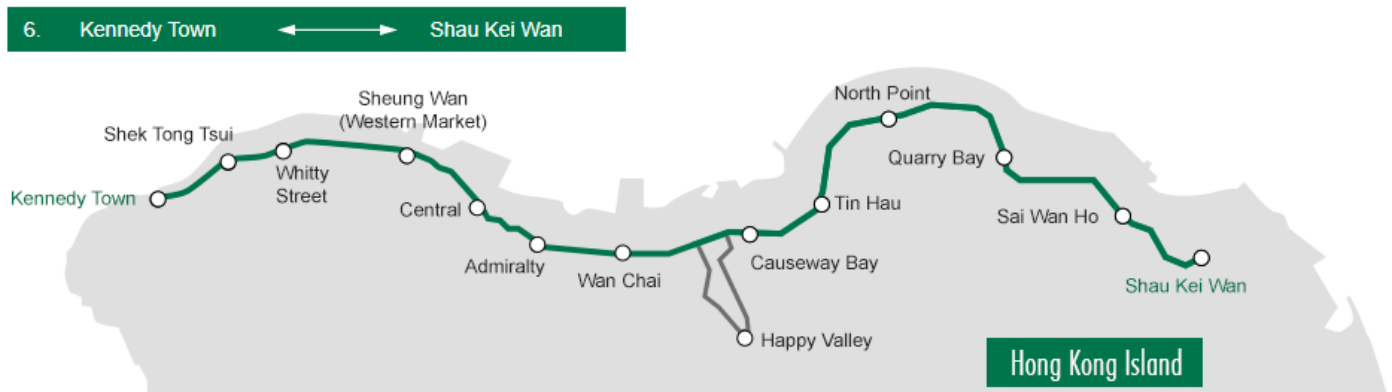 6. Kennedy Town Shau Kei Wan
Sheung Wan
(Western Market)
North Point
Shek Tong Tsui
Quarry Bay
Whitty
Street
Kennedy Town
Central
Tin Hau
Sai Wan Ho
Admiralty
Wan Chai
Causeway Bay
Shau Kei Wan
Happy Valley
Hong Kong Island